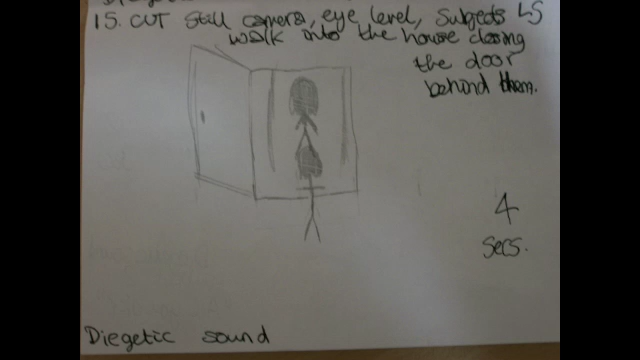 15. CUT Still camera, eye level, Subjects LS
walk into the house closing
the door
behind them.
4
secs.
Diegetic sound